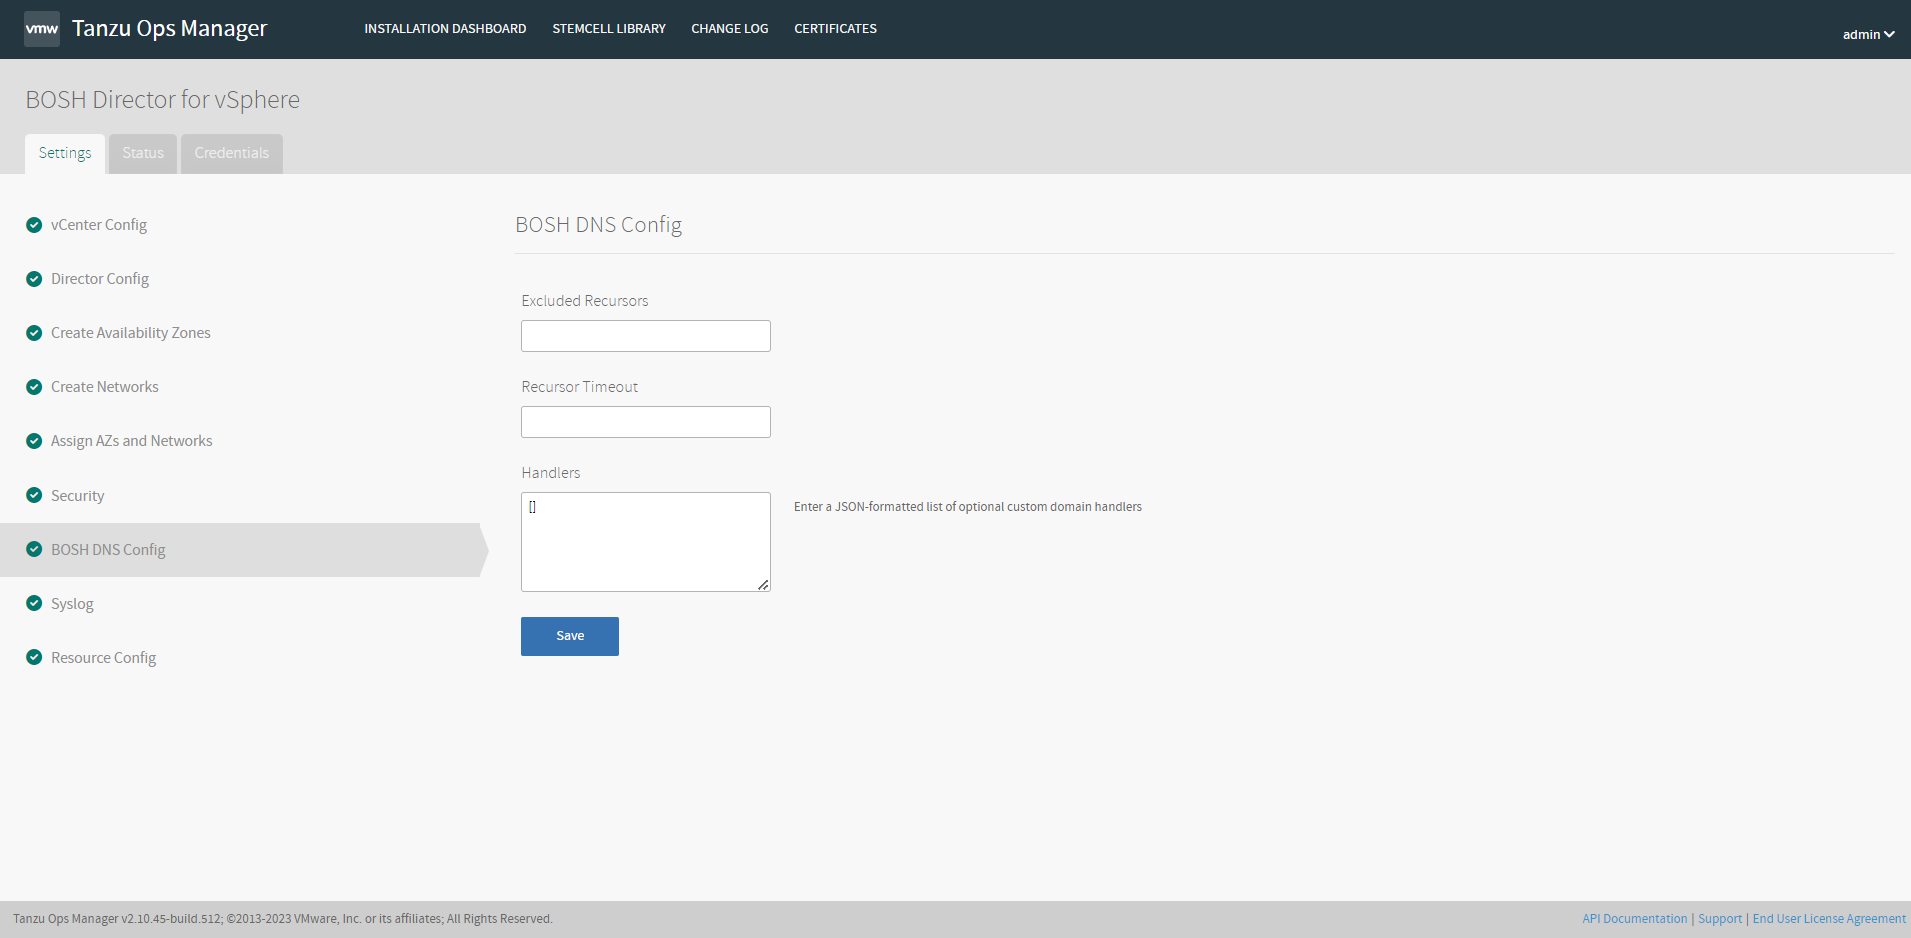 vmw Tanzu Ops Manager INSTALLATION DASHBOARD STEMCELL LIBRARY CHANGE LOG CERTIFICATES admin
BOSH Director for vSphere
Settings Status Credentials
vCenter Config
Director Config
Create Availability Zones
Create Networks
Assign AZs and Networks
Security
BOSH DNS Config
Syslog
Resource Config
BOSH DNS Config
Excluded Recursors
Recursor Timeout
Handlers
[]
Enter a JSON-formatted list of optional custom domain handlers
Save
Tanzu Ops Manager v2.10.45-build.512; ©2013-2023 VMware, Inc. or its affiliates; All Rights Reserved. API Documentation | Support | End User License Agreement